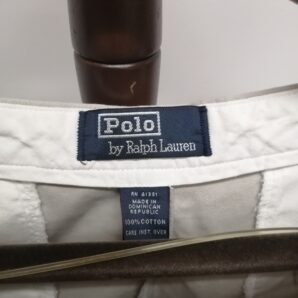 Polo
by Ralph Lauren
RN 41381
MADE IN
DOMINICAN
REPUBLIC
100% COTTON
CARE INST. OVER